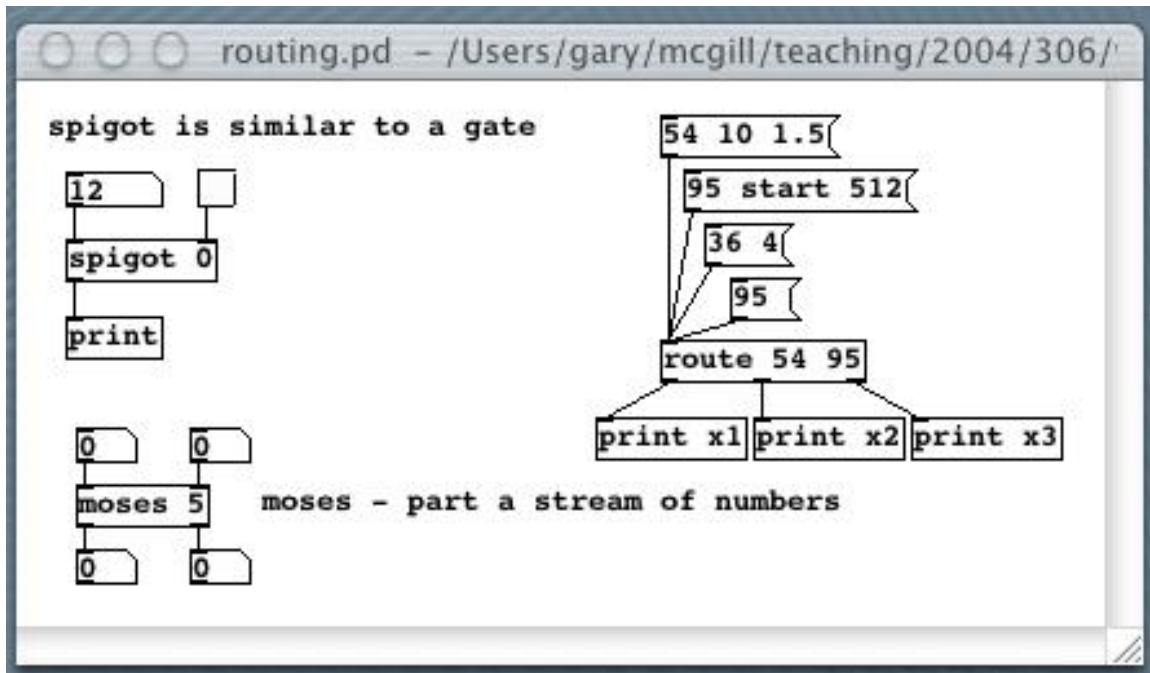 routing.pd – /Users/gary/mcgill/teaching/2004/306/
spigot is similar to a gate
12
spigot 0
print
54 10 1.5
95 start 512
36 4
95
route 54 95
print x1
print x2
print x3
0
0
moses 5
moses – part a stream of numbers
0
0